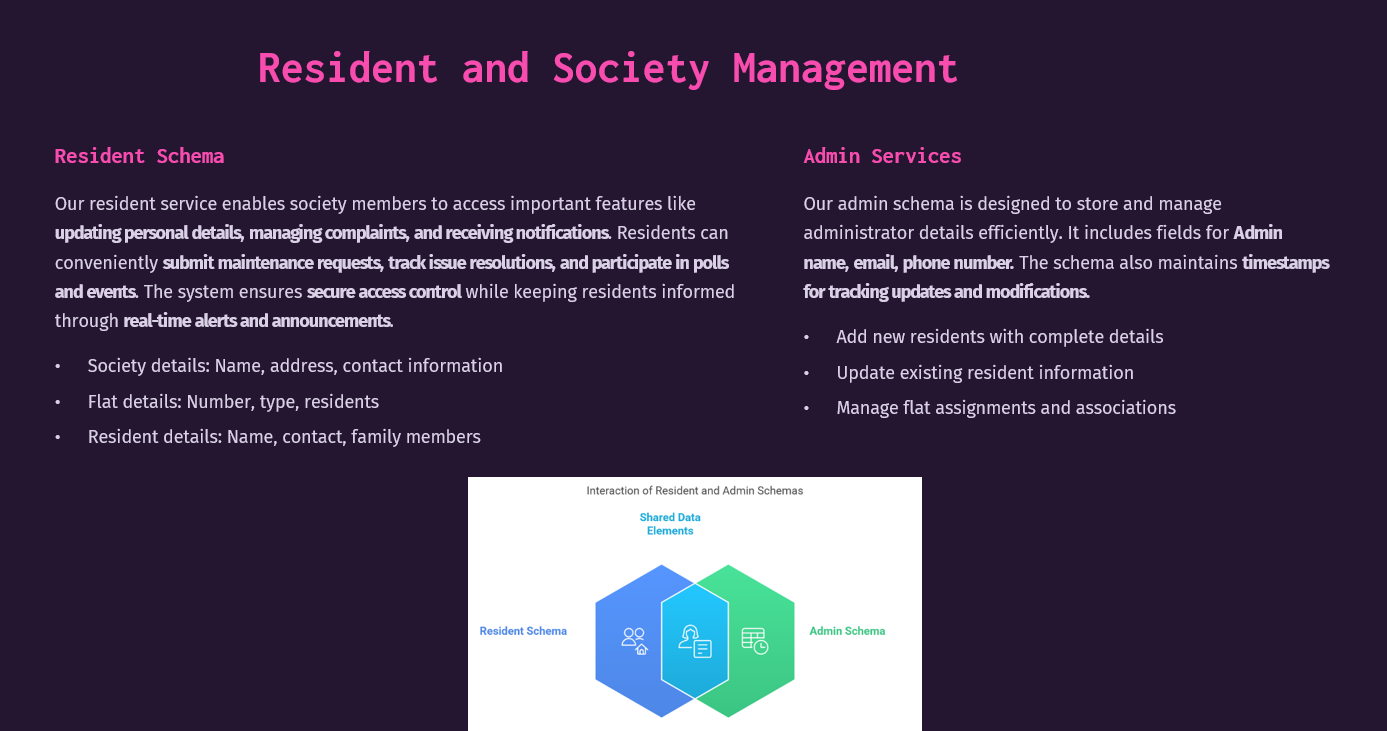 Resident and Society Management
Resident Schema
Our resident service enables society members to access important features like
updating personal details, managing complaints, and receiving notifications. Residents can
conveniently submit maintenance requests, track issue resolutions, and participate in polls
and events. The system ensures secure access control while keeping residents informed
through real-time alerts and announcements.
• Society details: Name, address, contact information
• Flat details: Number, type, residents
• Resident details: Name, contact, family members
Admin Services
Our admin schema is designed to store and manage
administrator details efficiently. It includes fields for Admin
name, email, phone number. The schema also maintains timestamps
for tracking updates and modifications.
• Add new residents with complete details
• Update existing resident information
• Manage flat assignments and associations
Interaction of Resident and Admin Schemas
Shared Data
Elements
Resident Schema
Admin Schema